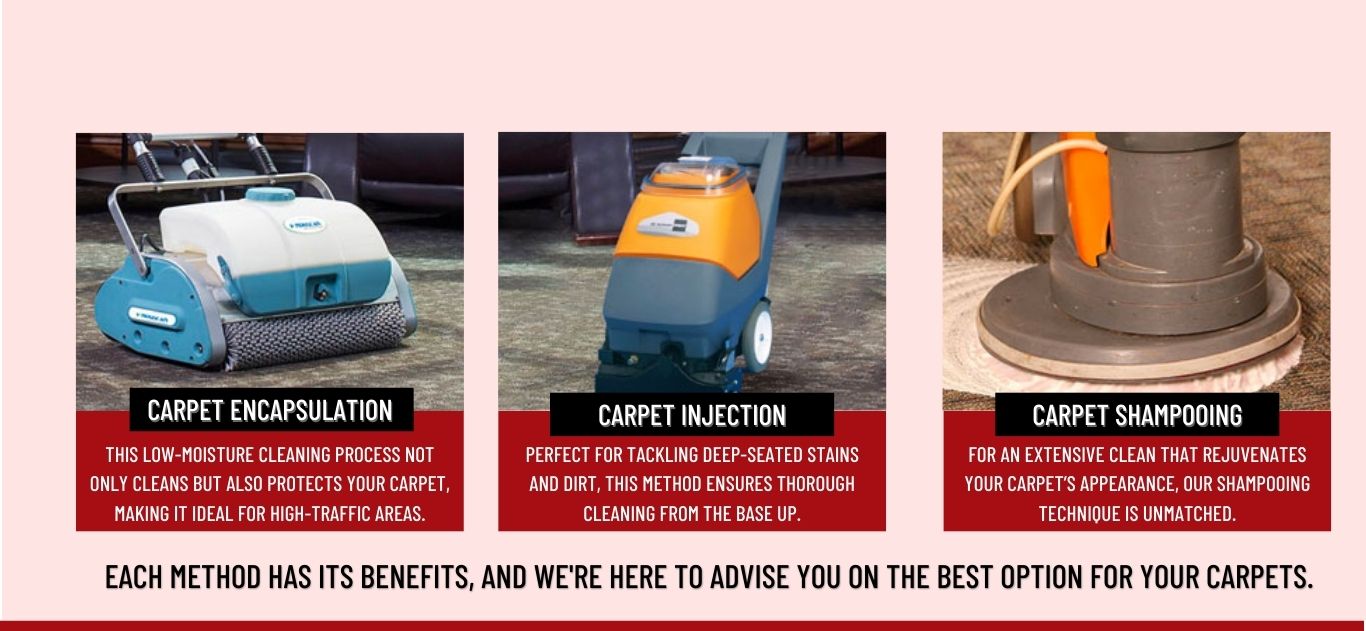 CARPET ENCAPSULATION
THIS LOW-MOISTURE CLEANING PROCESS NOT
ONLY CLEANS BUT ALSO PROTECTS YOUR CARPET,
MAKING IT IDEAL FOR HIGH-TRAFFIC AREAS.
CARPET INJECTION
PERFECT FOR TACKLING DEEP-SEATED STAINS
AND DIRT, THIS METHOD ENSURES THOROUGH
CLEANING FROM THE BASE UP.
CARPET SHAMPOOING
FOR AN EXTENSIVE CLEAN THAT REJUVENATES
YOUR CARPET'S APPEARANCE, OUR SHAMPOOING
TECHNIQUE IS UNMATCHED.
EACH METHOD HAS ITS BENEFITS, AND WE'RE HERE TO ADVISE YOU ON THE BEST OPTION FOR YOUR CARPETS.